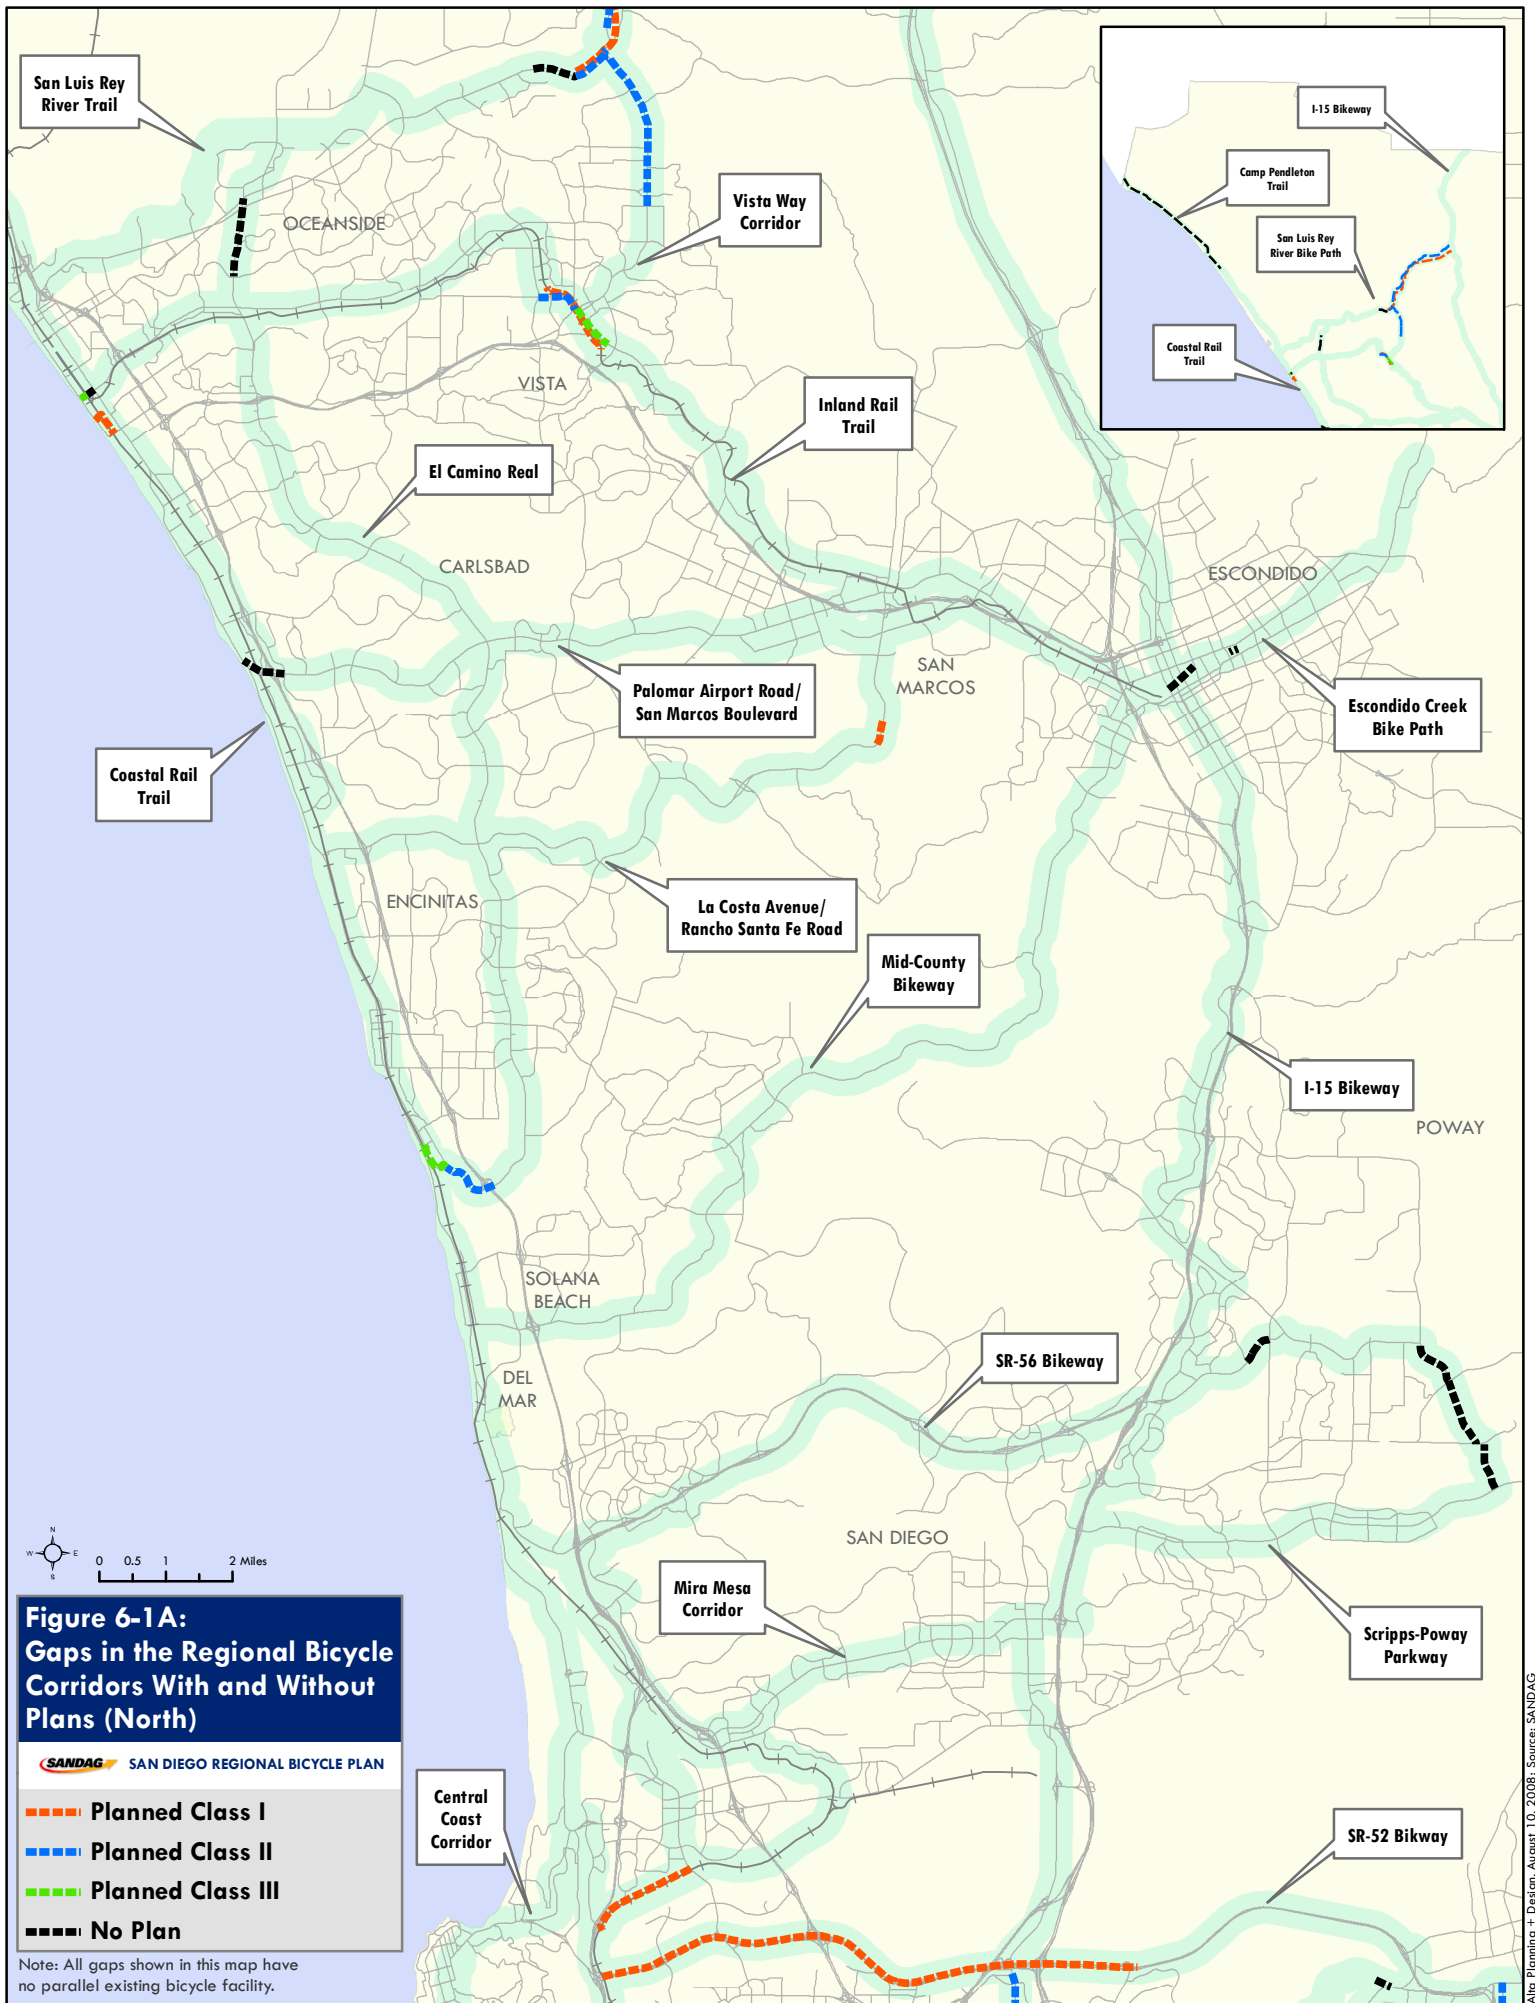 San Luis Rey
River Trail
OCEANSIDE
Vista Way
Corridor
I-15 Bikeway
Camp Pendleton
Trail
San Luis Rey
River Bike Path
Coastal Rail
Trail
VISTA
Inland Rail
Trail
El Camino Real
CARLSBAD
ESCONDIDO
SAN
MARCOS
Palomar Airport Road/
San Marcos Boulevard
Escondido Creek
Bike Path
Coastal Rail
Trail
ENCINITAS
La Costa Avenue/
Rancho Santa Fe Road
Mid-County
Bikeway
I-15 Bikeway
POWAY
SOLANA
BEACH
SR-56 Bikeway
DEL
MAR
SAN DIEGO
Mira Mesa
Corridor
Scripps-Poway
Parkway
Central
Coast
Corridor
SR-52 Bikway
N
W E
S
0 0.5 1 2 Miles
Figure 6-1A:
Gaps in the Regional Bicycle
Corridors With and Without
Plans (North)
SANDAG SAN DIEGO REGIONAL BICYCLE PLAN
Planned Class I
Planned Class II
Planned Class III
No Plan
Note: All gaps shown in this map have
no parallel existing bicycle facility.
Alta Planning + Design, August 10, 2008; Source: SANDAG